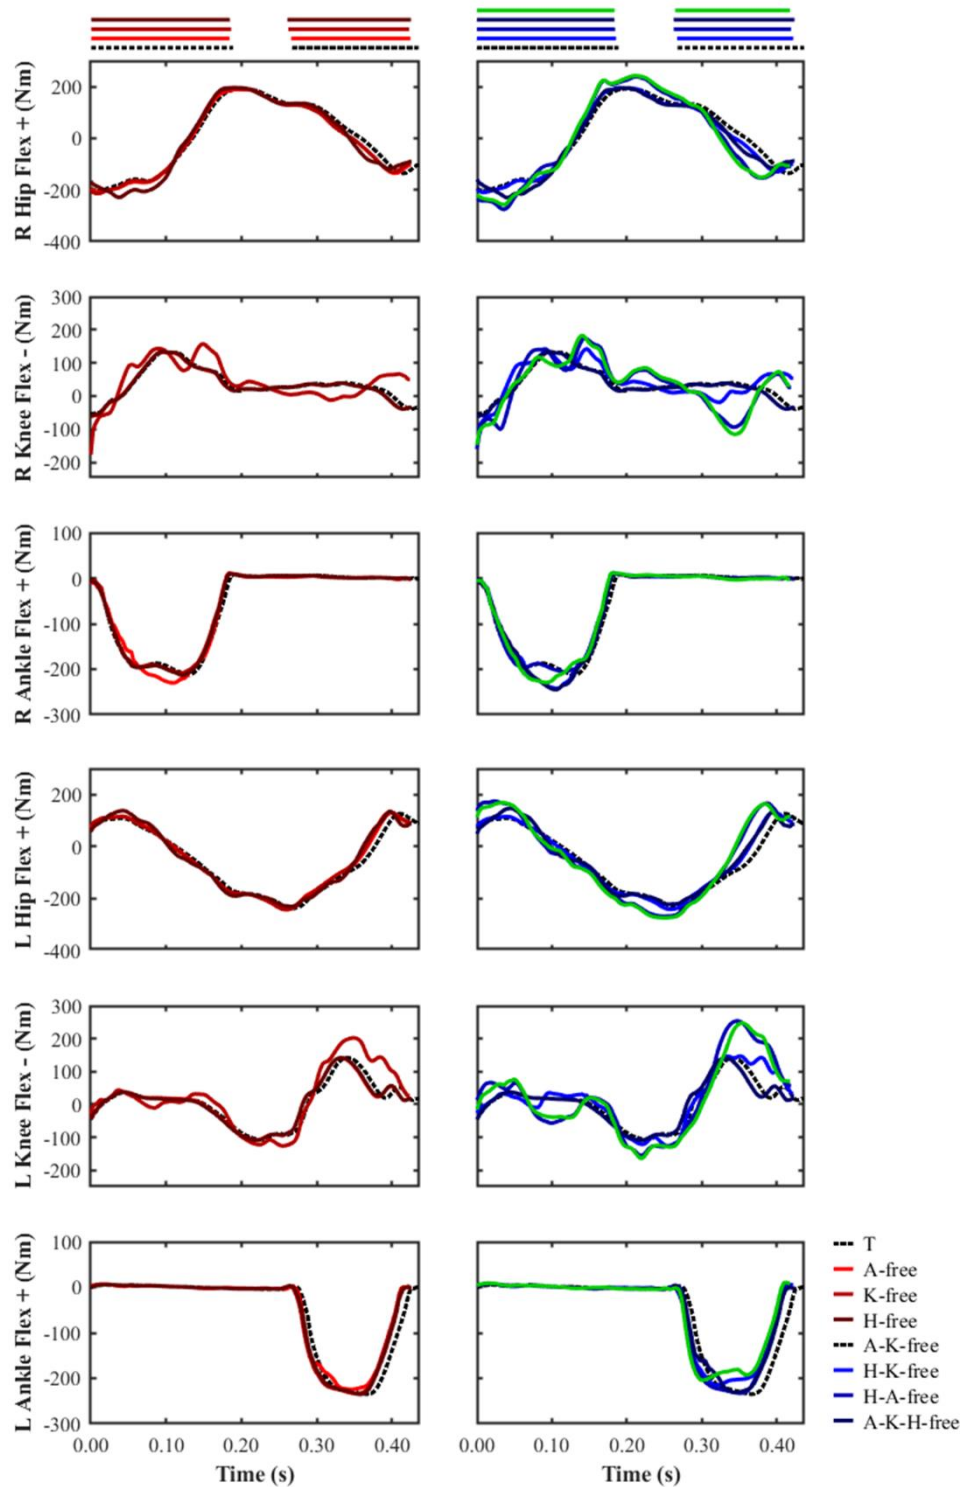 R Hip Flex + (Nm)
200
0
-200
-400
R Knee Flex - (Nm)
300
200
100
0
-100
-200
R Ankle Flex + (Nm)
100
0
-100
-200
-300
L Hip Flex + (Nm)
200
0
-200
-400
L Knee Flex - (Nm)
300
200
100
0
-100
-200
L Ankle Flex + (Nm)
100
0
-100
-200
-300
0.00 0.10 0.20 0.30 0.40
Time (s)
0.00 0.10 0.20 0.30 0.40
Time (s)
T
A-free
K-free
H-free
A-K-free
H-K-free
H-A-free
A-K-H-free